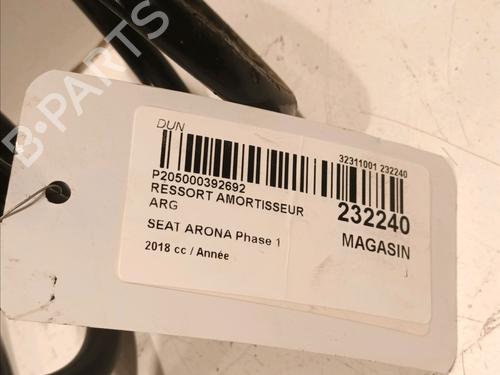 DUN
32311001 232240
P205000392692
RESSORT AMORTISSEUR
ARG
232240
SEAT ARONA Phase 1
MAGASIN
2018 cc / Année
B-PARTS